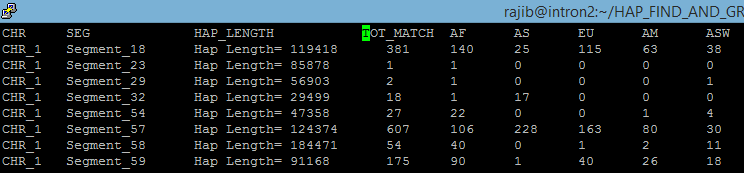 rajib@intron2:~/HAP_FIND_AND_GR
CHR SEG HAP_LENGTH TOT_MATCH AF AS EU AM ASW
CHR_1 Segment_18 Hap Length= 119418 381 140 25 115 63 38
CHR_1 Segment_23 Hap Length= 85878 1 1 0 0 0 0
CHR_1 Segment_29 Hap Length= 56903 2 1 0 0 0 1
CHR_1 Segment_32 Hap Length= 29499 18 1 17 0 0 0
CHR_1 Segment_54 Hap Length= 47358 27 22 0 0 1 4
CHR_1 Segment_57 Hap Length= 124374 607 106 228 163 80 30
CHR_1 Segment_58 Hap Length= 184471 54 40 0 1 2 11
CHR_1 Segment_59 Hap Length= 91168 175 90 1 40 26 18